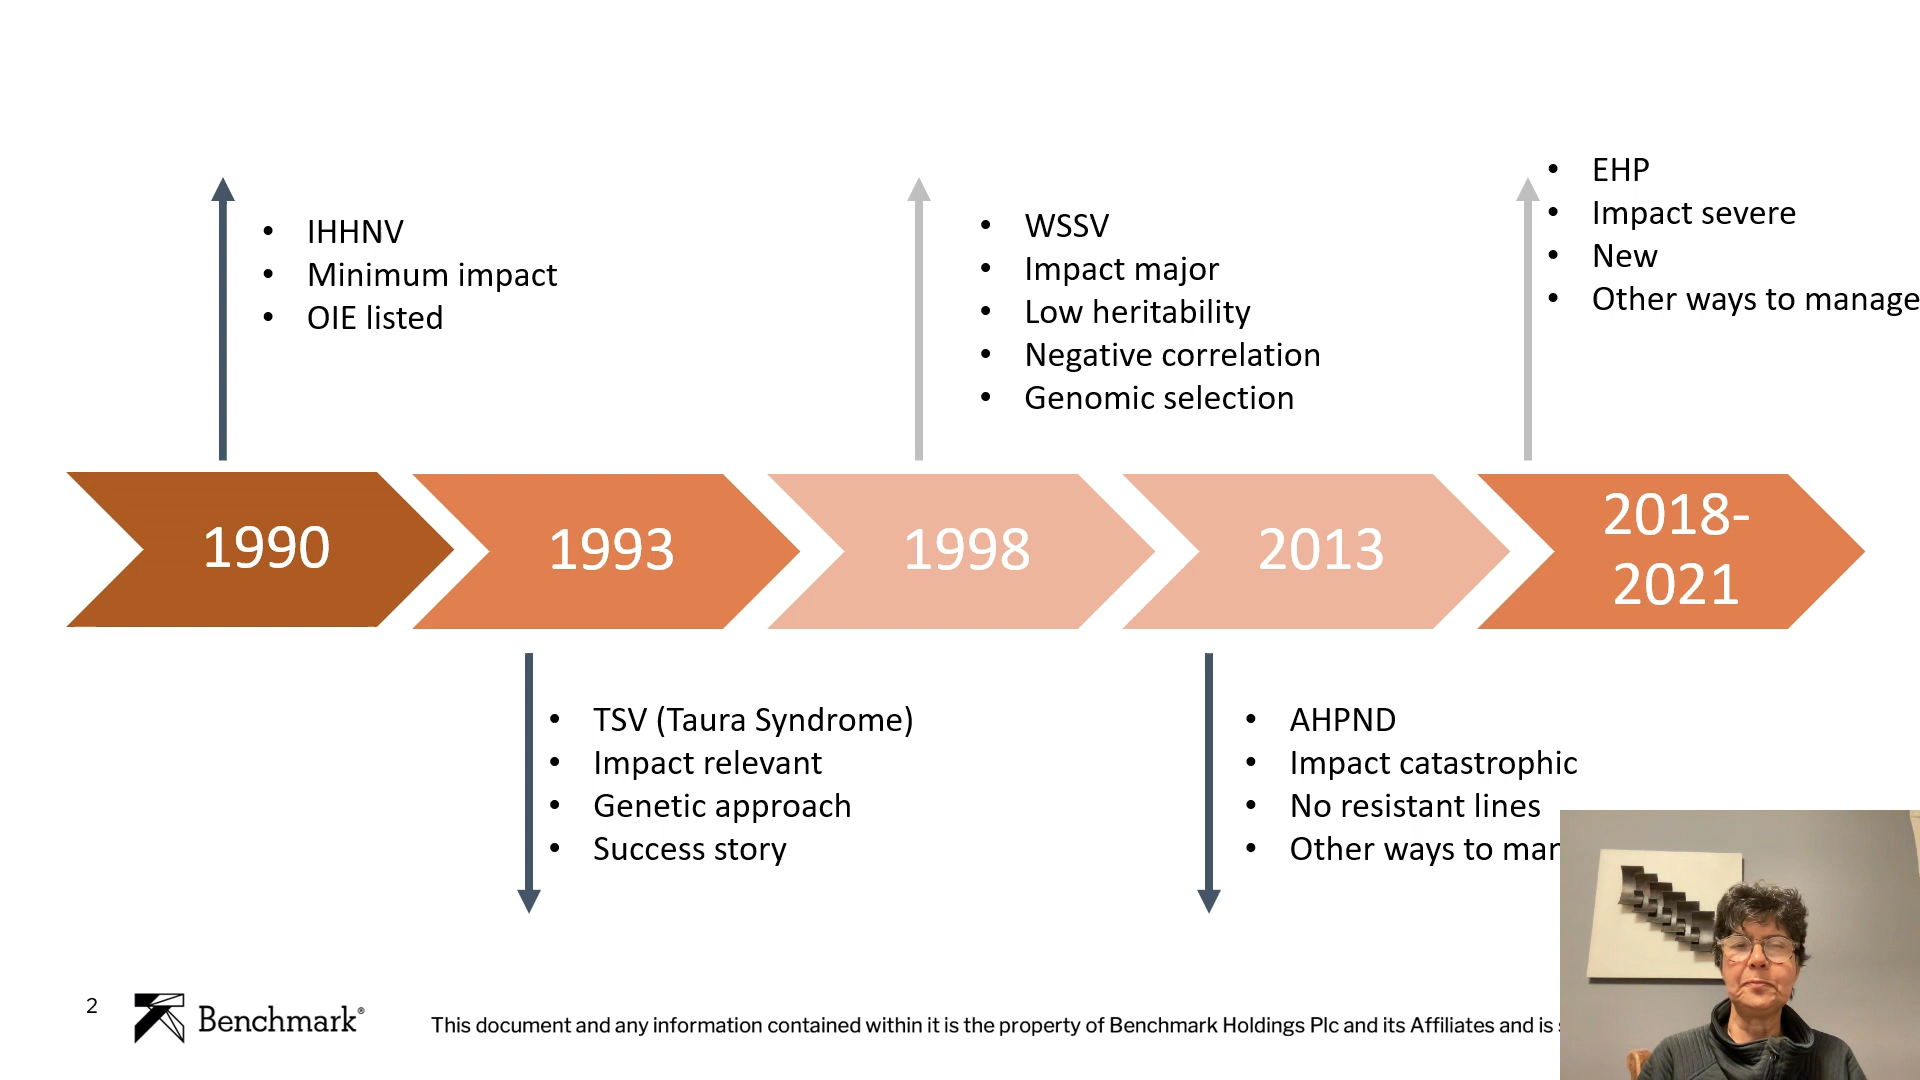 • IHHNV
• Minimum impact
• OIE listed
• WSSV
• Impact major
• Low heritability
• Negative correlation
• Genomic selection
• EHP
• Impact severe
• New
• Other ways to manage
1990
1993
1998
2013
2018-
2021
• TSV (Taura Syndrome)
• Impact relevant
• Genetic approach
• Success story
• AHPND
• Impact catastrophic
• No resistant lines
• Other ways to
2
Benchmark®
This document and any information contained within it is the property of Benchmark Holdings Plc and its Affiliates and is